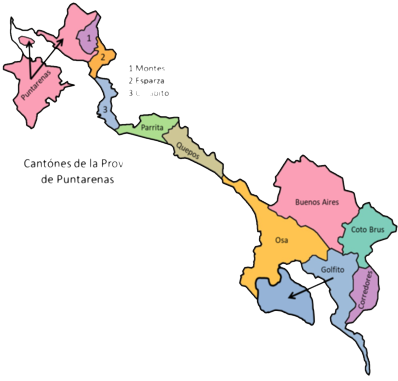 1
2
1 Montes
2 Esparza
3
Puntarenas
3
Parrita
Quepos
Cantónes de la Prov
de Puntarenas
Buenos Aires
Coto Brus
Osa
Golfito
Corredores